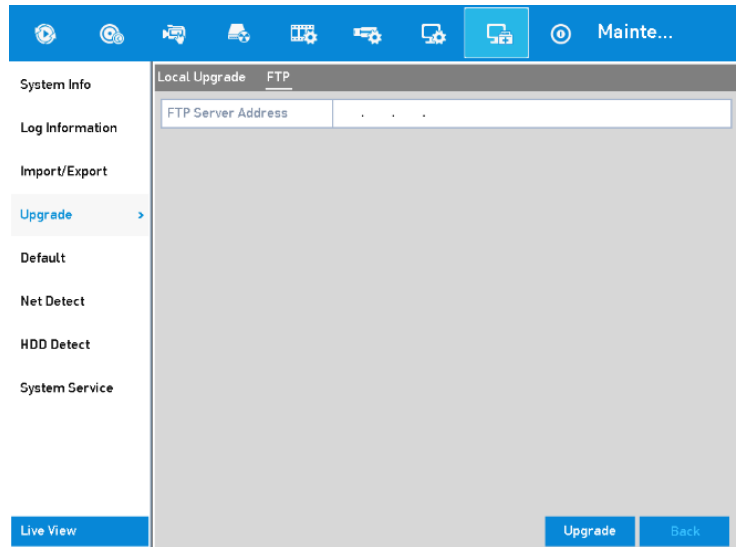 Mainte...
System Info
Log Information
Import/Export
Upgrade >
Default
Net Detect
HDD Detect
System Service
Live View
Local Upgrade FTP
FTP Server Address . . .
Upgrade Back